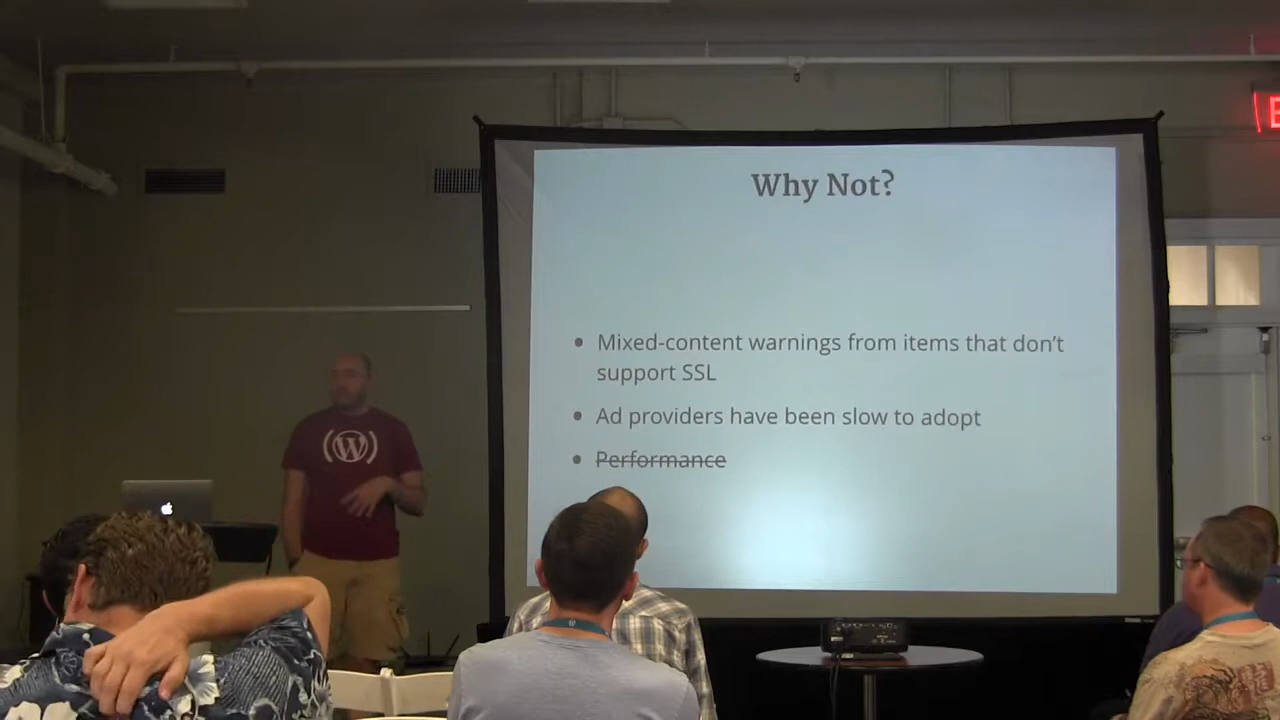 Why Not?
Mixed-content warnings from items that don't
support SSL
Ad providers have been slow to adopt
Performance
(W)
E